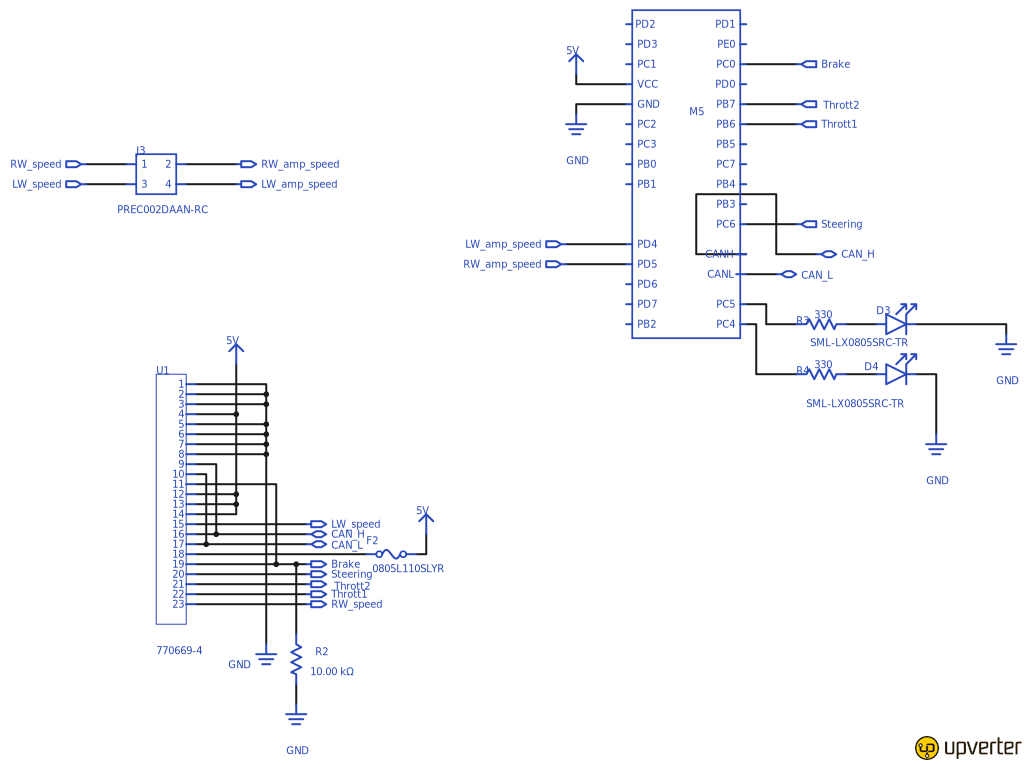 PD2 PD1
PD3 PE0
5V PC1 PC0 Brake
VCC PD0
GND PB7 Thrott2
M5
PC2 PB6 Thrott1
GND PC3 PB5
PB0 PC7
PB1 PB4
PB3
PC6 Steering
LW_amp_speed PD4
CANH CAN_H
RW_amp_speed PD5
PD6 CANL CAN_L
PD7 PC5
PB2 PC4
R3 330 D3
SML-LX0805SRC-TR
GND
R4 330 D4
SML-LX0805SRC-TR
GND
J3
RW_speed 1 2 RW_amp_speed
LW_speed 3 4 LW_amp_speed
PREC002DAAN-RC
5V
U1
1
2
3
4
5
6
7
8
9
10
11
12
13
14
15 LW_speed
16 CAN_H
17 CAN_L
F2
5V
18
0805L110SLYR
19 Brake
20 Steering
21 Thrott2
22 Thrott1
23 RW_speed
770669-4
GND
R2
10.00 kΩ
GND
upverter